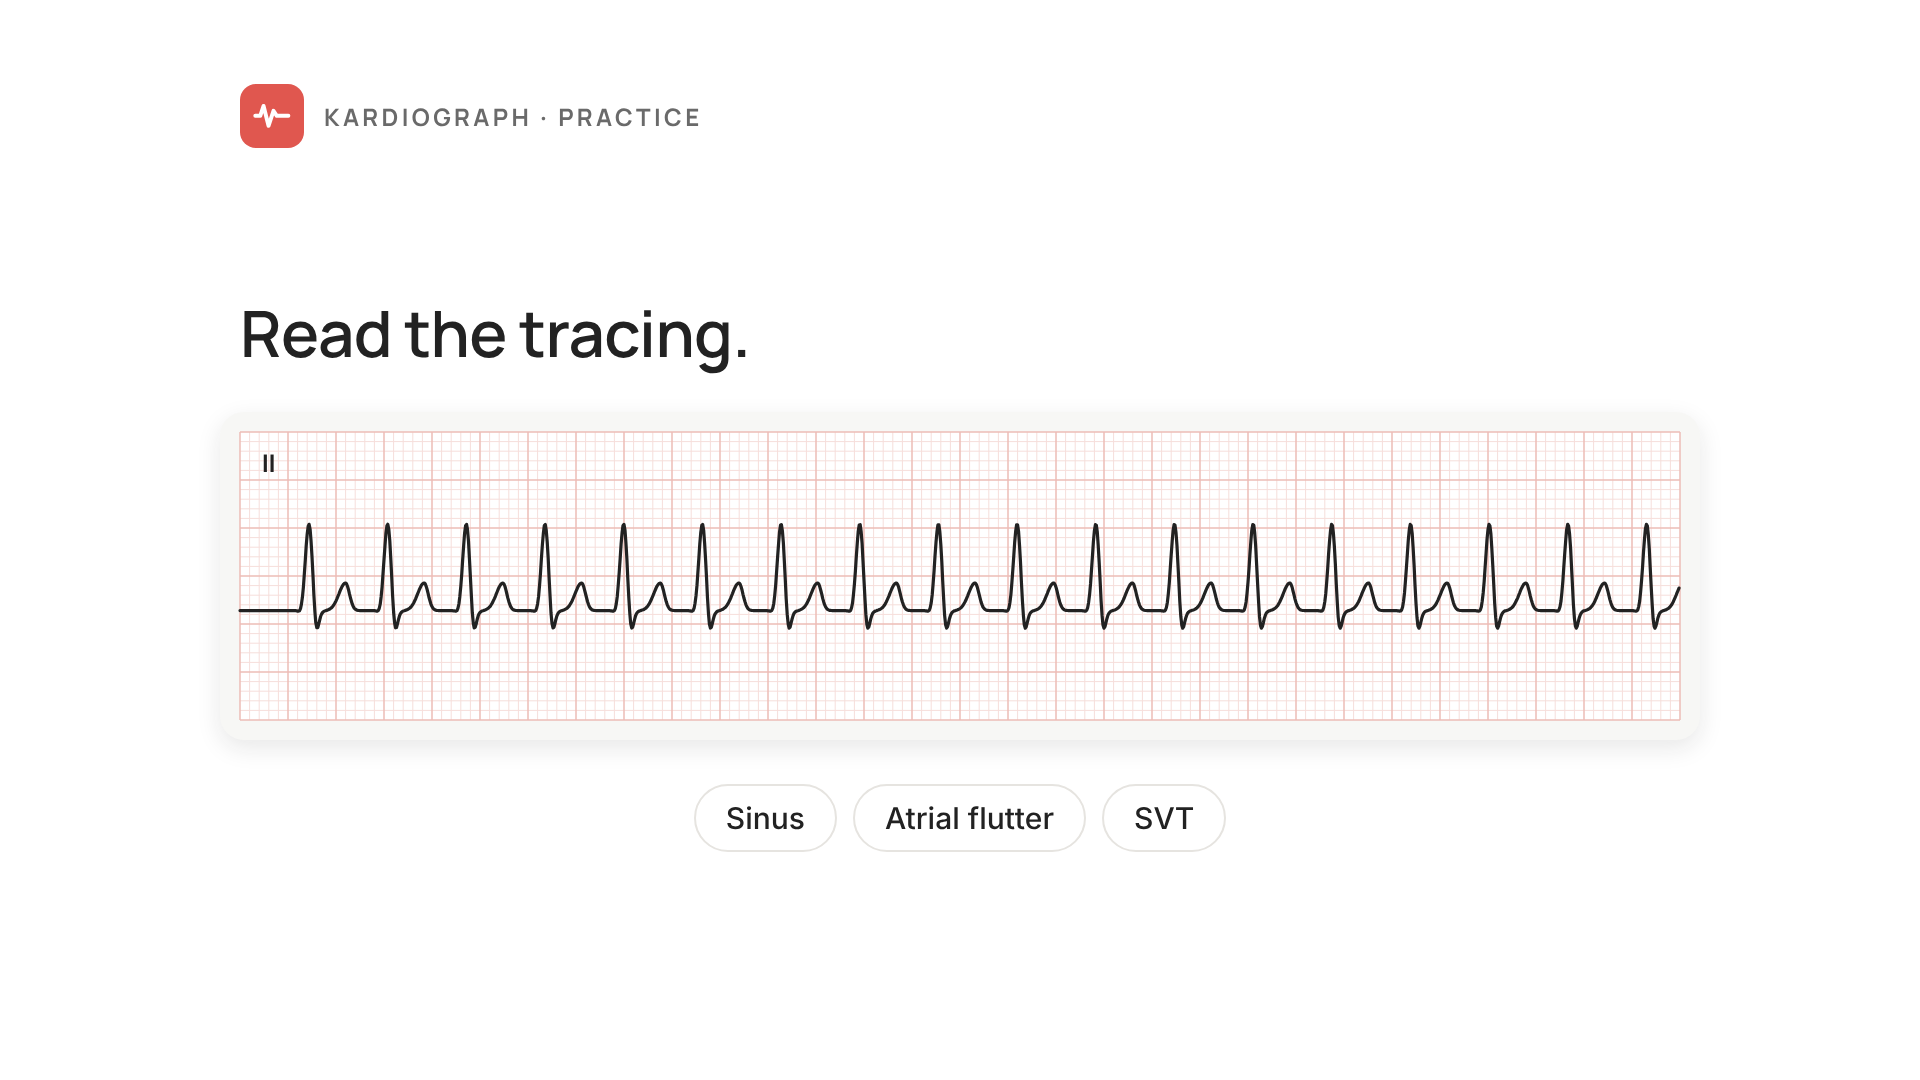 KARDIOGRAPH · PRACTICE
Read the tracing.
II
Sinus
Atrial flutter
SVT